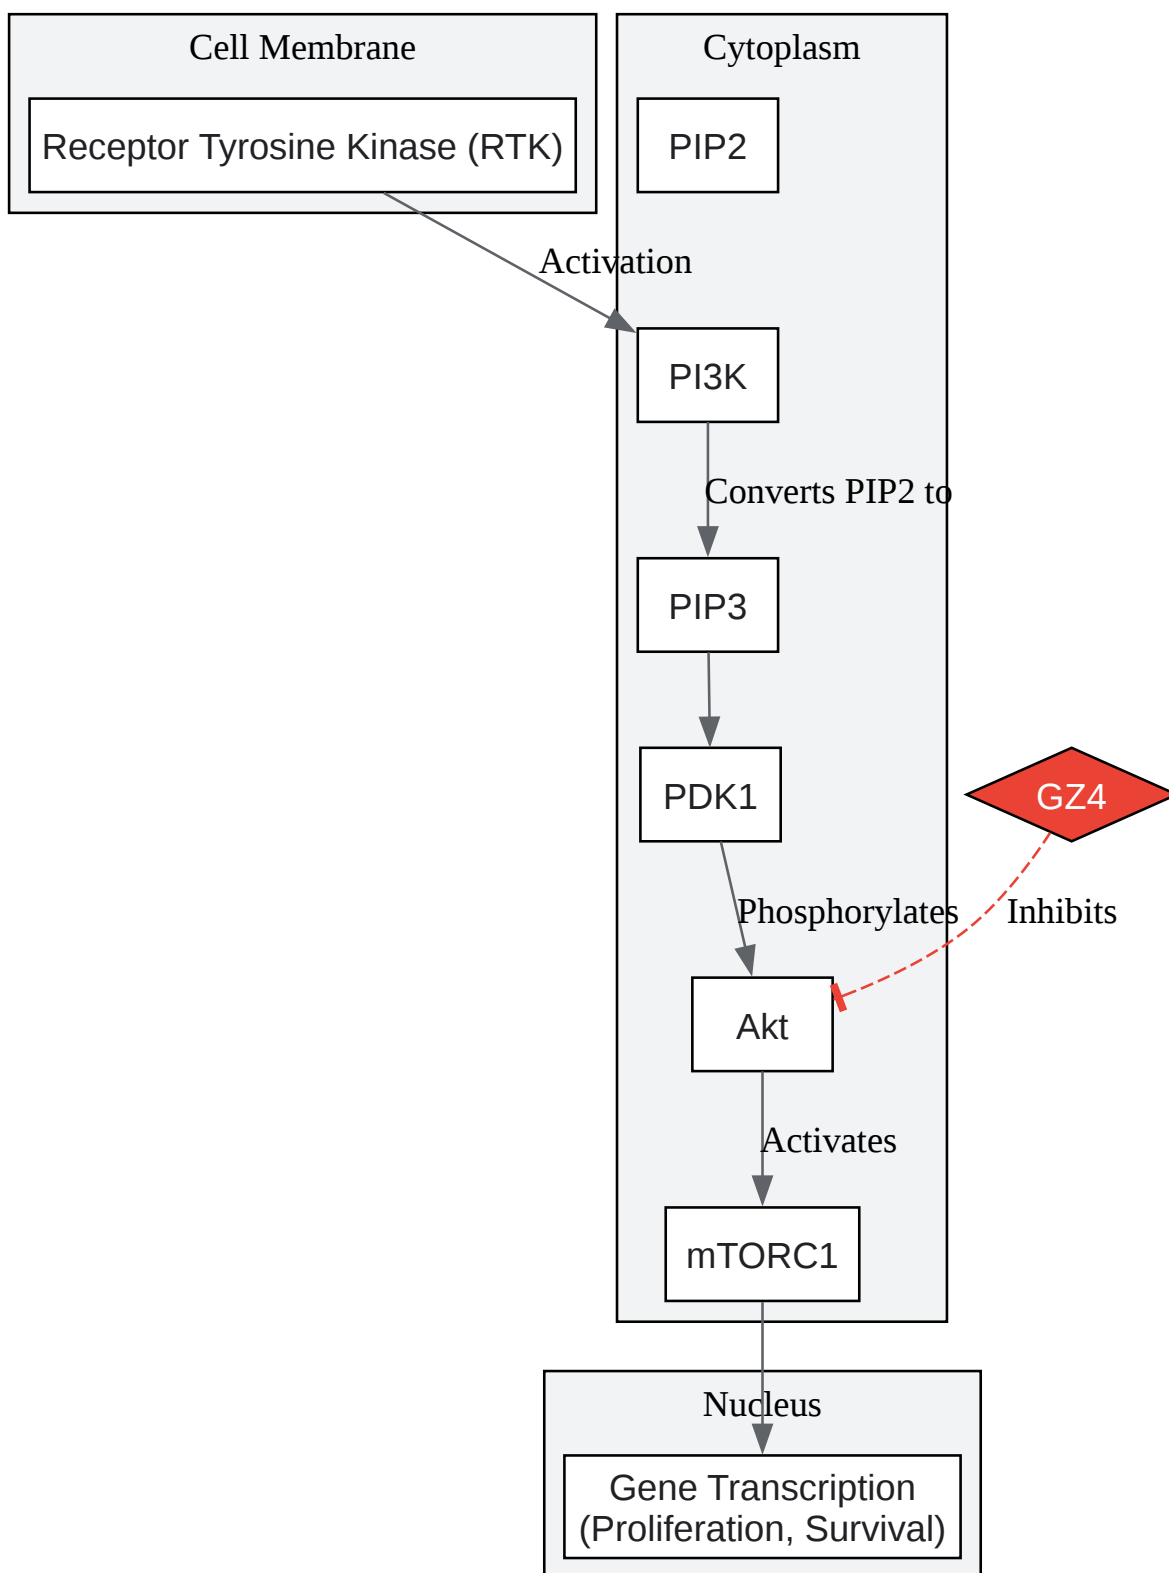 Cell Membrane
Receptor Tyrosine Kinase (RTK)
Cytoplasm
PIP2
Activation
PI3K
Converts PIP2 to
PIP3
PDK1
GZ4
Phosphorylates
Inhibits
Akt
Activates
mTORC1
Nucleus
Gene Transcription
(Proliferation, Survival)